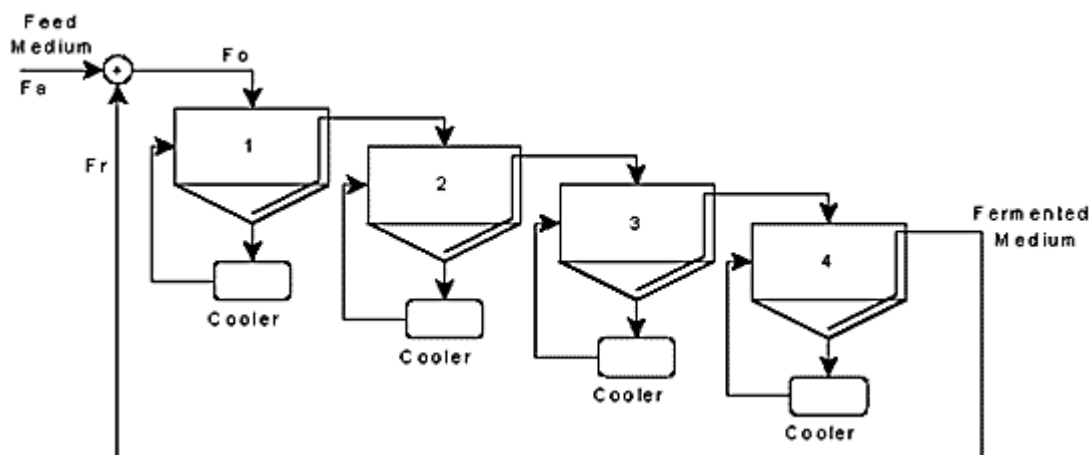 Feed
Medium
Fa
+
Fo
Fr
1
2
3
4
Fermented
Medium
Cooler
Cooler
Cooler
Cooler